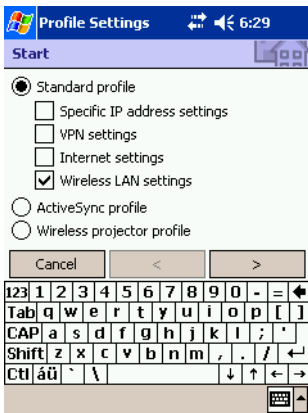 Profile Settings 6:29
Start
Standard profile
Specific IP address settings
VPN settings
Internet settings
Wireless LAN settings
ActiveSync profile
Wireless projector profile
Cancel < >
123 1 2 3 4 5 6 7 8 9 0 - = ←
Tab q w e r t y u i o p [ ]
CAP a s d f g h j k l ; '
Shift z x c v b n m , . / ↵
Ctl áü ` \ ↓ ↑ ← →